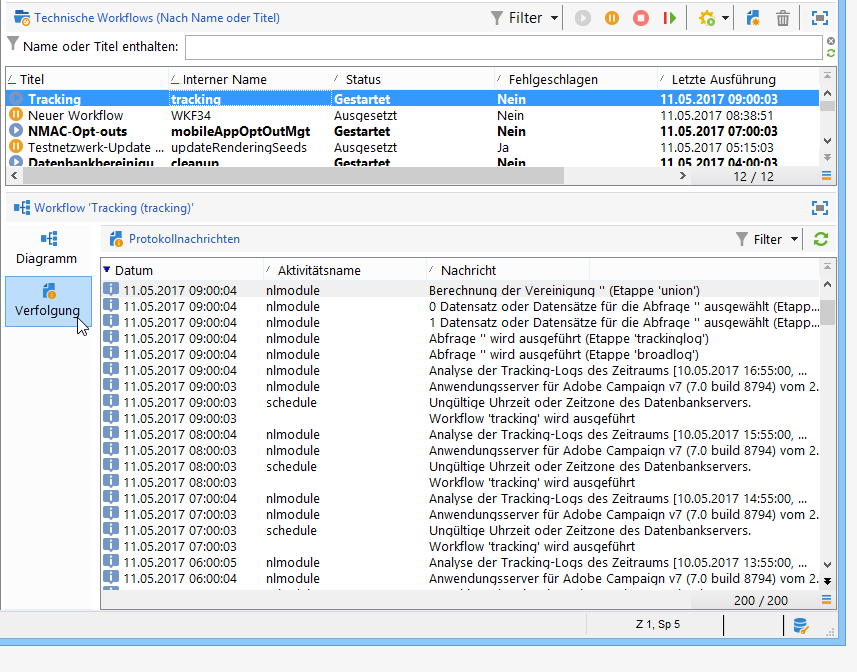 Technische Workflows (Nach Name oder Titel) Filter
Name oder Titel enthalten:
Titel Interner Name Status Fehlgeschlagen Letzte Ausführung
Tracking tracking Gestartet Nein 11.05.2017 09:00:03
Neuer Workflow WKF34 Ausgesetzt Nein 11.05.2017 08:38:51
NMAC-Opt-outs mobileAppOptOutMgt Gestartet Nein 11.05.2017 07:00:03
Testnetzwerk-Update ... updateRenderingSeeds Ausgesetzt Ja 11.05.2017 05:15:03
Datenbankbereinigu cleanup Gestartet Nein 11.05.2017 04:00:03
12 / 12
Workflow 'Tracking (tracking)'
Diagramm
Verfolgung
Protokollnachrichten Filter
Datum Aktivitätsname Nachricht
11.05.2017 09:00:04 nlmodule Berechnung der Vereinigung '' (Etappe 'union')
11.05.2017 09:00:04 nlmodule 0 Datensatz oder Datensätze für die Abfrage '' ausgewählt (Etapp...
11.05.2017 09:00:04 nlmodule 1 Datensatz oder Datensätze für die Abfrage '' ausgewählt (Etapp...
11.05.2017 09:00:04 nlmodule Abfrage '' wird ausgeführt (Etappe 'trackinglog')
11.05.2017 09:00:04 nlmodule Abfrage '' wird ausgeführt (Etappe 'broadlog')
11.05.2017 09:00:04 nlmodule Analyse der Tracking-Logs des Zeitraums [10.05.2017 16:55:00, ...
11.05.2017 09:00:03 nlmodule Anwendungsserver für Adobe Campaign v7 (7.0 build 8794) vom 2.
11.05.2017 09:00:03 schedule Ungültige Uhrzeit oder Zeitzone des Datenbankservers.
11.05.2017 09:00:03 Workflow 'tracking' wird ausgeführt
11.05.2017 08:00:04 nlmodule Analyse der Tracking-Logs des Zeitraums [10.05.2017 15:55:00, ...
11.05.2017 08:00:03 nlmodule Anwendungsserver für Adobe Campaign v7 (7.0 build 8794) vom 2.
11.05.2017 08:00:03 schedule Ungültige Uhrzeit oder Zeitzone des Datenbankservers.
11.05.2017 08:00:03 Workflow 'tracking' wird ausgeführt
11.05.2017 07:00:04 nlmodule Analyse der Tracking-Logs des Zeitraums [10.05.2017 14:55:00, ...
11.05.2017 07:00:03 nlmodule Anwendungsserver für Adobe Campaign v7 (7.0 build 8794) vom 2.
11.05.2017 07:00:03 schedule Ungültige Uhrzeit oder Zeitzone des Datenbankservers.
11.05.2017 07:00:03 Workflow 'tracking' wird ausgeführt
11.05.2017 06:00:05 nlmodule Analyse der Tracking-Logs des Zeitraums [10.05.2017 13:55:00, ...
11.05.2017 06:00:04 nlmodule Anwendungsserver für Adobe Campaign v7 (7.0 build 8794) vom 2.
200 / 200
Z 1, Sp 5